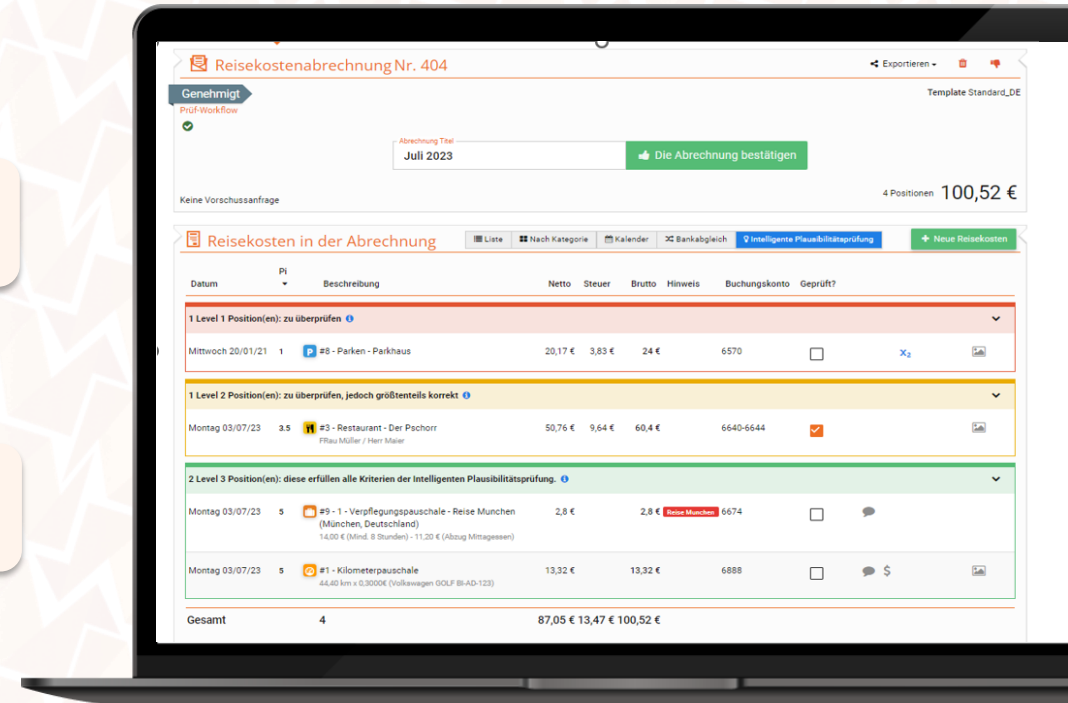 Reisekostenabrechnung Nr. 404
Exportieren
Genehmigt
Template Standard_DE
Prüf-Workflow
Abrechnung Titel
Juli 2023
Die Abrechnung bestätigen
4 Positionen 100,52 €
Keine Vorschussanfrage
Reisekosten in der Abrechnung
Liste
Nach Kategorie
Kalender
Bankabgleich
Intelligente Plausibilitätsprüfung
Neue Reisekosten
Datum Pi Beschreibung Netto Steuer Brutto Hinweis Buchungskonto Geprüft?
1 Level 1 Position(en): zu überprüfen
Mittwoch 20/01/21 1 P #8 - Parken - Parkhaus 20,17 € 3,83 € 24 € 6570 X2
1 Level 2 Position(en): zu überprüfen, jedoch größtenteils korrekt
Montag 03/07/23 3.5 #3 - Restaurant - Der Pschorr 50,76 € 9,64 € 60,4 € 6640-6644
FRau Müller / Herr Maier
2 Level 3 Position(en): diese erfüllen alle Kriterien der Intelligenten Plausibilitätsprüfung.
Montag 03/07/23 5 #9 - 1 - Verpflegungspauschale - Reise Munchen 2,8 € 2,8 € Reise Munchen 6674
(München, Deutschland)
14,00 € (Mind. 8 Stunden) - 11,20 € (Abzug Mittagessen)
Montag 03/07/23 5 #1 - Kilometerpauschale 13,32 € 13,32 € 6888 $
44,40 km x 0,3000€ (Volkswagen GOLF BI-AD-123)
Gesamt 4 87,05 € 13,47 € 100,52 €